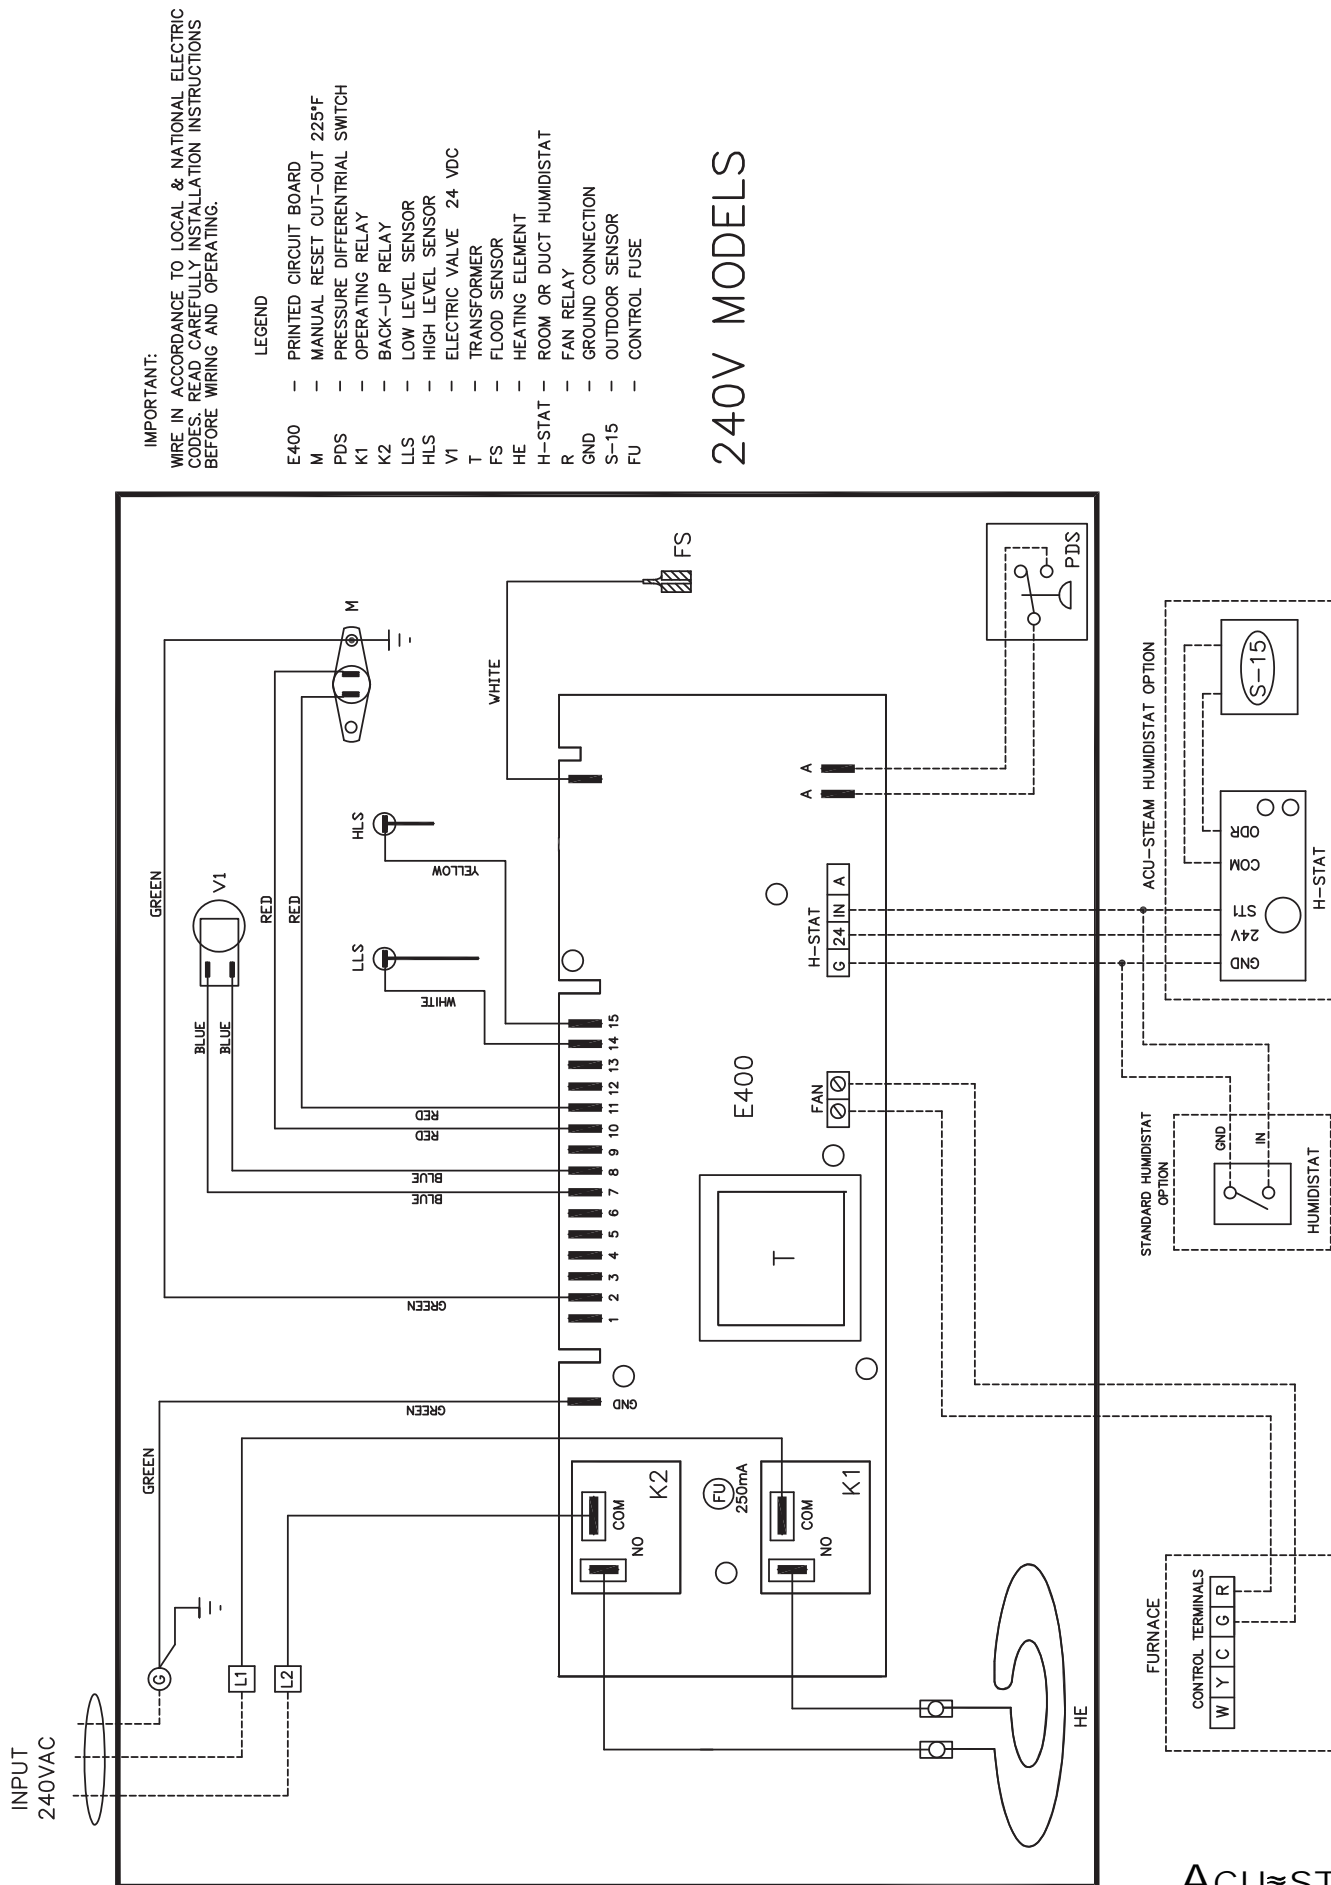 IMPORTANT:
WIRE IN ACCORDANCE TO LOCAL & NATIONAL ELECTRIC
CODES. READ CAREFULLY INSTALLATION INSTRUCTIONS
BEFORE WIRING AND OPERATING.
LEGEND
E400 – PRINTED CIRCUIT BOARD
M – MANUAL RESET CUT-OUT 225°F
PDS – PRESSURE DIFFERENTRIAL SWITCH
K1 – OPERATING RELAY
K2 – BACK-UP RELAY
LLS – LOW LEVEL SENSOR
HLS – HIGH LEVEL SENSOR
V1 – ELECTRIC VALVE 24 VDC
T – TRANSFORMER
FS – FLOOD SENSOR
HE – HEATING ELEMENT
H-STAT – ROOM OR DUCT HUMIDISTAT
R – FAN RELAY
GND – GROUND CONNECTION
S-15 – OUTDOOR SENSOR
FU – CONTROL FUSE
240V MODELS
INPUT
240VAC
G
L1
L2
GREEN
GREEN
GREEN
GREEN
BLUE
BLUE
V1
RED
RED
M
LLS
HLS
WHITE
YELLOW
BLUE
BLUE
RED
RED
WHITE
FS
GND
1 2 3 4 5 6 7 8 9 10 11 12 13 14 15
K2
COM
NO
FU
250mA
K1
COM
NO
T
E400
FAN
H-STAT
G 24 IN A
A A
PDS
HE
FURNACE
CONTROL TERMINALS
W Y C G R
STANDARD HUMIDISTAT
OPTION
GND
IN
HUMIDISTAT
ACU-STEAM HUMIDISTAT OPTION
GND 24V ST1 COM ODR
H-STAT
S-15
ACU≈ST